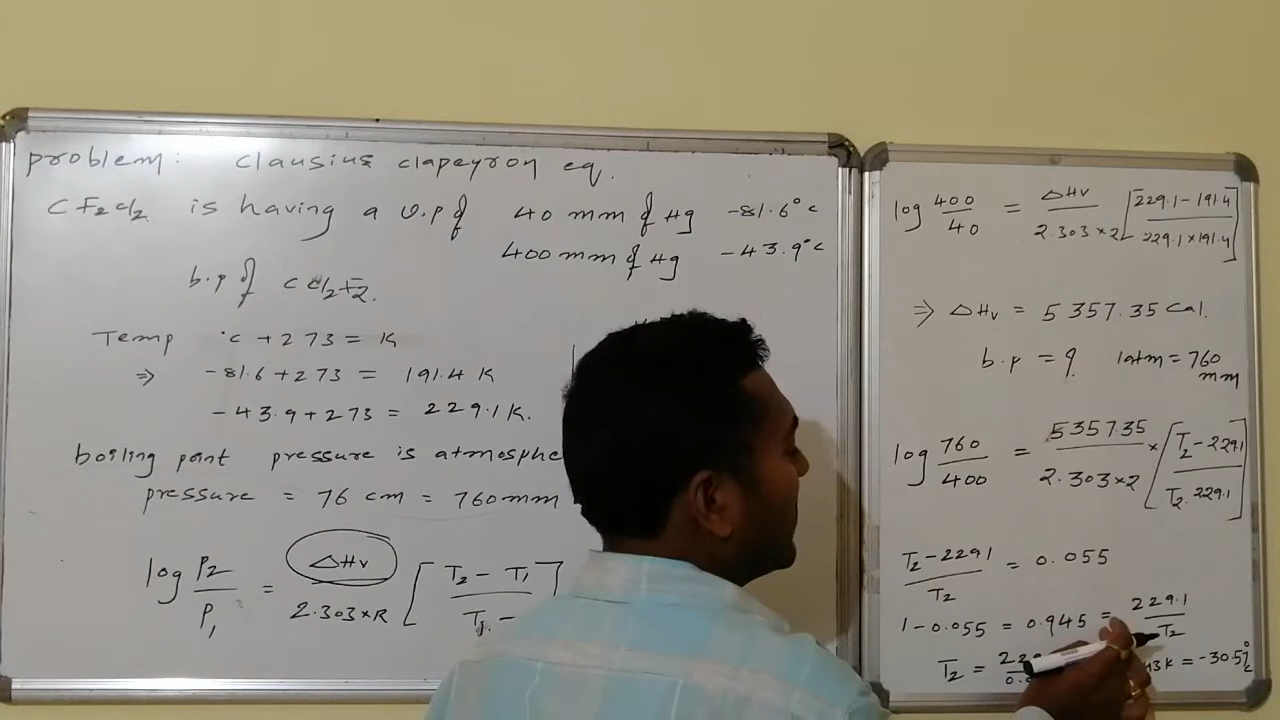 problem: clausius clapeyron eq.
CF2Cl2 is having a v.p of 40 mm of Hg -81.6°c
400 mm of Hg -43.9°c
b.p of CCl2F2.
Temp °c + 273 = K
⇒ -81.6 + 273 = 191.4 K
-43.9 + 273 = 229.1 K.
boiling point pressure is atmosphe
pressure = 76 cm = 760 mm
log P2/P1 = ΔHv/2.303×R [T2 - T1/T1 -
log 400/40 = ΔHv/2.303×2 [229.1 - 191.4/229.1×191.4]
⇒ ΔHv = 5357.35 Cal.
b.p = ? 1atm = 760 mm
log 760/400 = 5357.35/2.303×2 × [T2 - 229.1/T2 . 229.1]
T2 - 229.1/T2 = 0.055
1 - 0.055 = 0.945 = 229.1/T2
T2 = 22 43K = -30.57°c